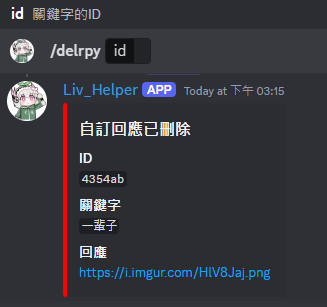 id 關鍵字的ID
/delrpy id
Liv_Helper APP Today at 下午 03:15
自訂回應已刪除
ID
4354ab
關鍵字
一輩子
回應
https://i.imgur.com/HlV8Jaj.png